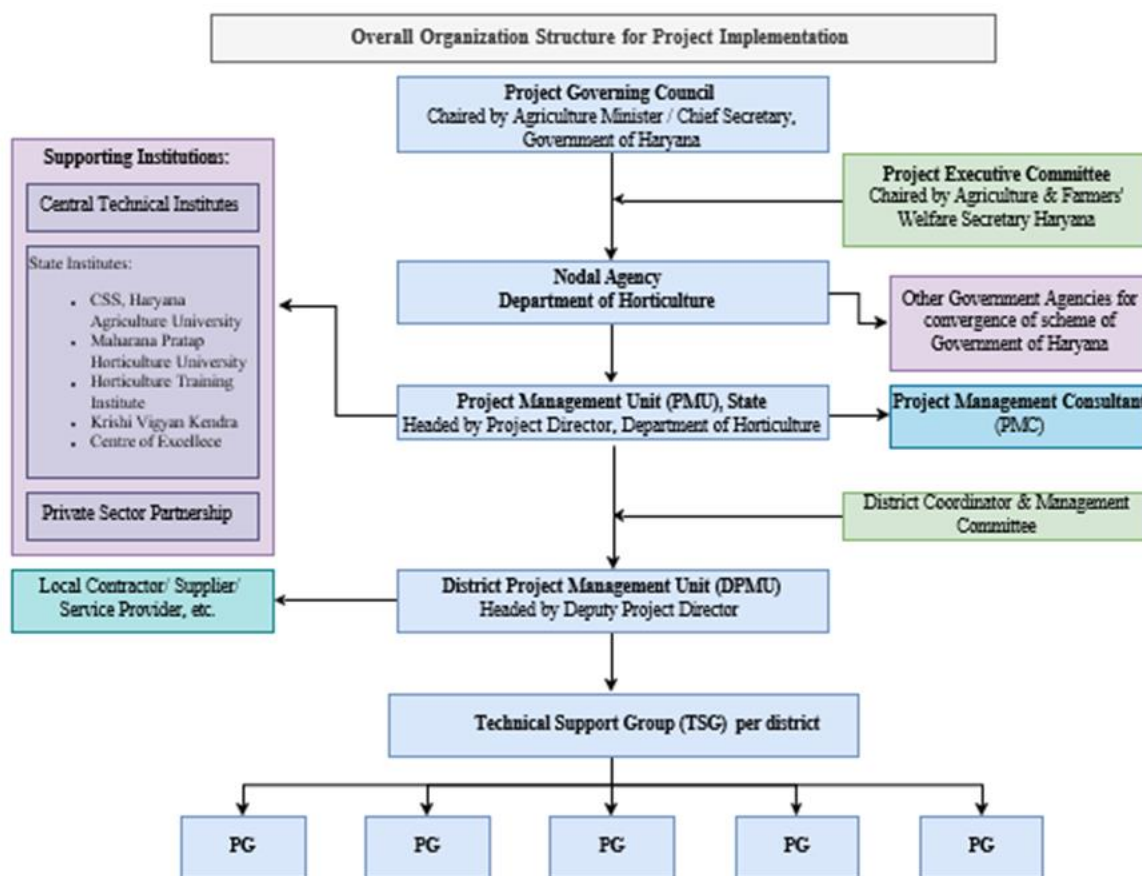 Overall Organization Structure for Project Implementation
Project Governing Council
Chaired by Agriculture Minister / Chief Secretary,
Government of Haryana
Project Executive Committee
Chaired by Agriculture & Farmers'
Welfare Secretary Haryana
Supporting Institutions:
Central Technical Institutes
State Institutes:
• CSS, Haryana
Agriculture University
• Maharana Pratap
Horticulture University
• Horticulture Training
Institute
• Krishi Vigyan Kendra
• Centre of Excellece
Private Sector Partnership
Nodal Agency
Department of Horticulture
Other Government Agencies for
convergence of scheme of
Government of Haryana
Project Management Unit (PMU), State
Headed by Project Director, Department of Horticulture
Project Management Consultant
(PMC)
District Coordinator & Management
Committee
Local Contractor/ Supplier/
Service Provider, etc.
District Project Management Unit (DPMU)
Headed by Deputy Project Director
Technical Support Group (TSG) per district
PG
PG
PG
PG
PG